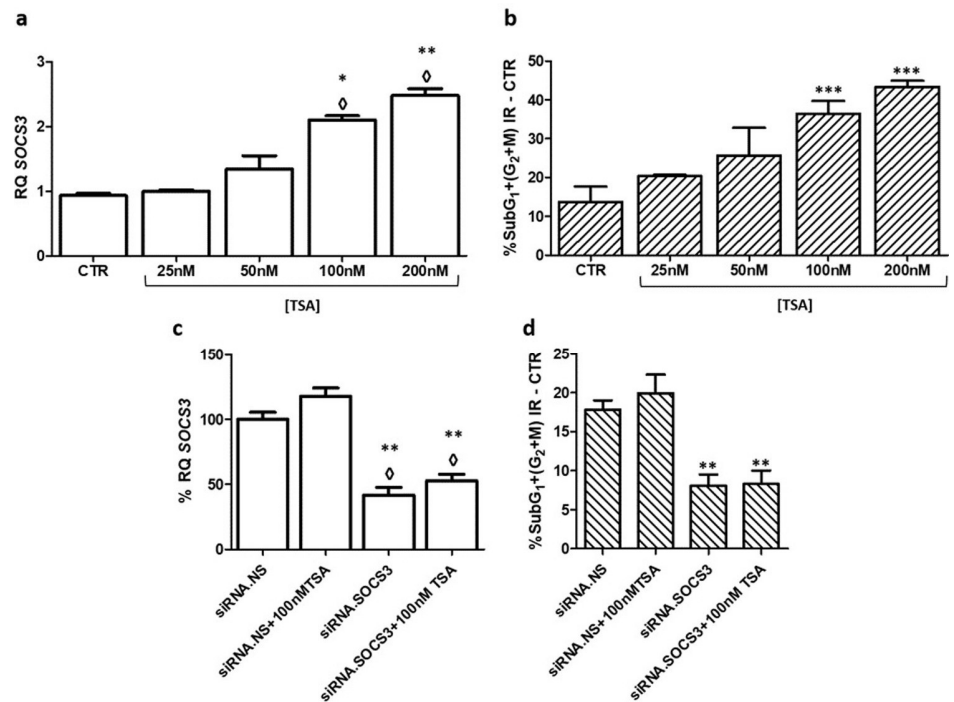 a
RQ SOCS3
3
2
1
0
* **
◊ ◊
CTR 25nM 50nM 100nM 200nM
[TSA]
b
%SubG₁+(G₂+M) IR - CTR
50
40
30
20
10
0
*** ***
CTR 25nM 50nM 100nM 200nM
[TSA]
c
% RQ SOCS3
150
100
50
0
** **
◊ ◊
siRNA.NS
siRNA.NS+100nMTSA
siRNA.SOCS3
siRNA.SOCS3+100nM TSA
d
%SubG₁+(G₂+M) IR - CTR
25
20
15
10
5
0
** **
siRNA.NS
siRNA.NS+100nMTSA
siRNA.SOCS3
siRNA.SOCS3+100nM TSA